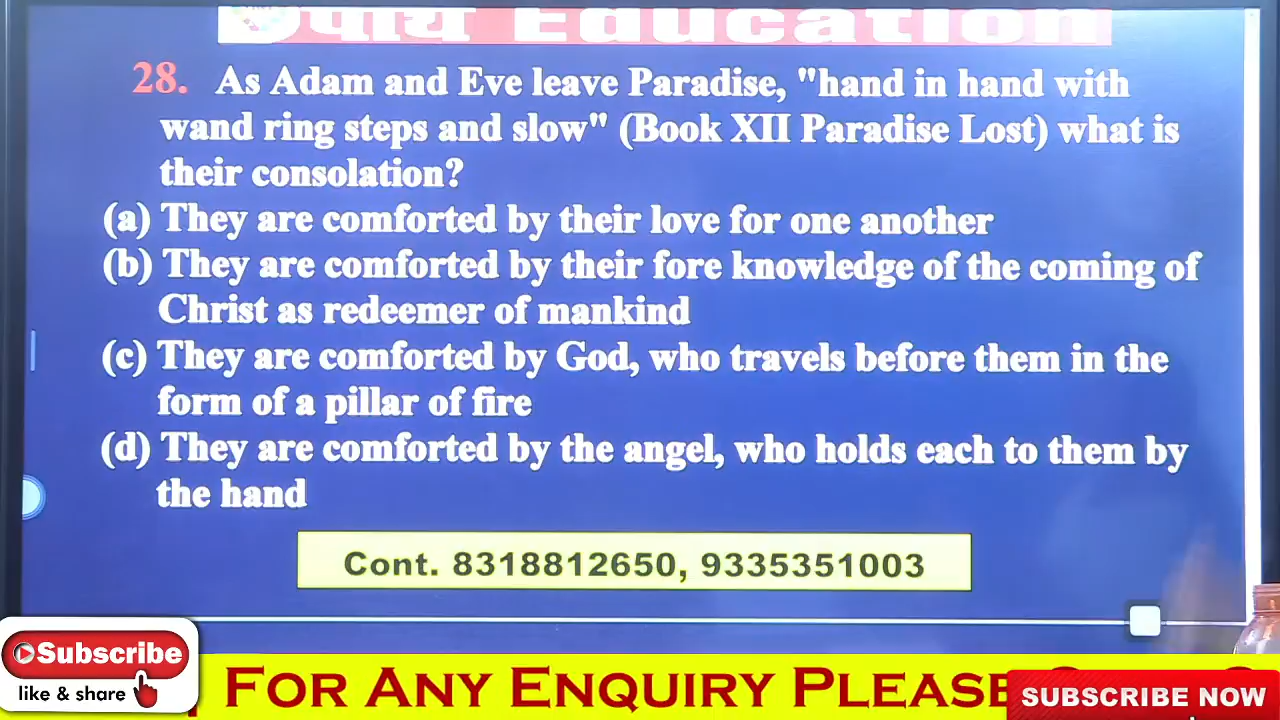 Education
28. As Adam and Eve leave Paradise, "hand in hand with
wand ring steps and slow" (Book XII Paradise Lost) what is
their consolation?
(a) They are comforted by their love for one another
(b) They are comforted by their fore knowledge of the coming of
Christ as redeemer of mankind
(c) They are comforted by God, who travels before them in the
form of a pillar of fire
(d) They are comforted by the angel, who holds each to them by
the hand
Cont. 8318812650, 9335351003
Subscribe
like & share
FOR ANY ENQUIRY PLEASE
SUBSCRIBE NOW